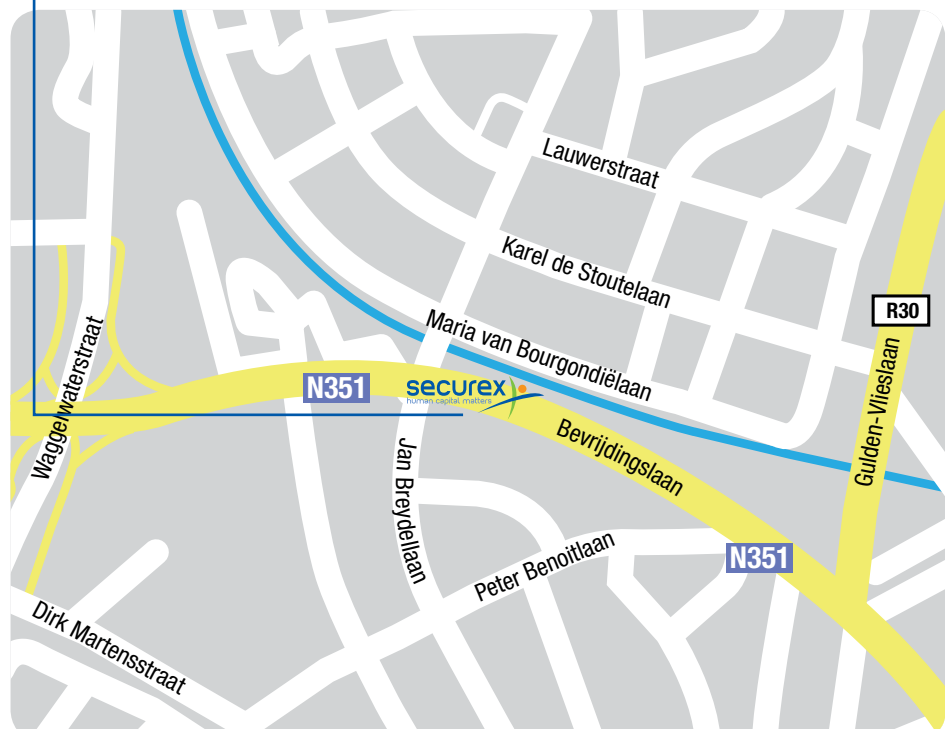 Lauwerstraat
Karel de Stoutelaan
R30
Maria van Bourgondiëlaan
Waggelwaterstraat
N351
securex
human capital matters
Gulden-Vlieslaan
Bevrijdingslaan
Jan Breydellaan
Peter Benoitlaan
N351
Dirk Martensstraat